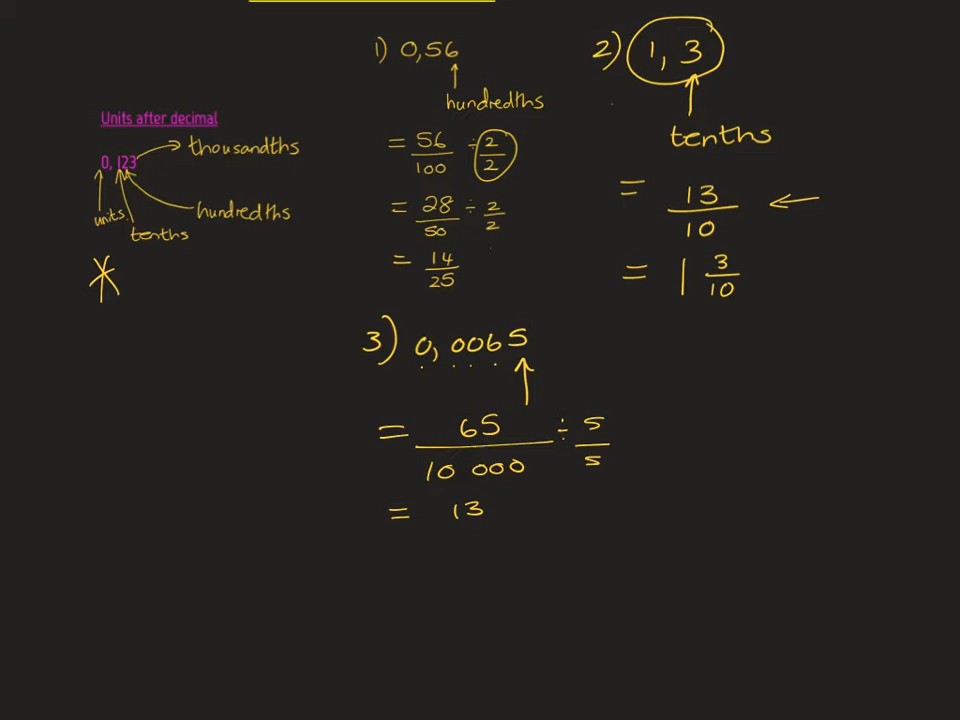 Units after decimal
0, 123
thousandths
hundredths
units.
tenths
1) 0,56
hundredths
= 56/100 ÷ 2/2
= 28/50 ÷ 2/2
= 14/25
2) 1, 3
tenths
= 13/10
= 1 3/10
3) 0, 0065
= 65/10 000 ÷ 5/5
= 13